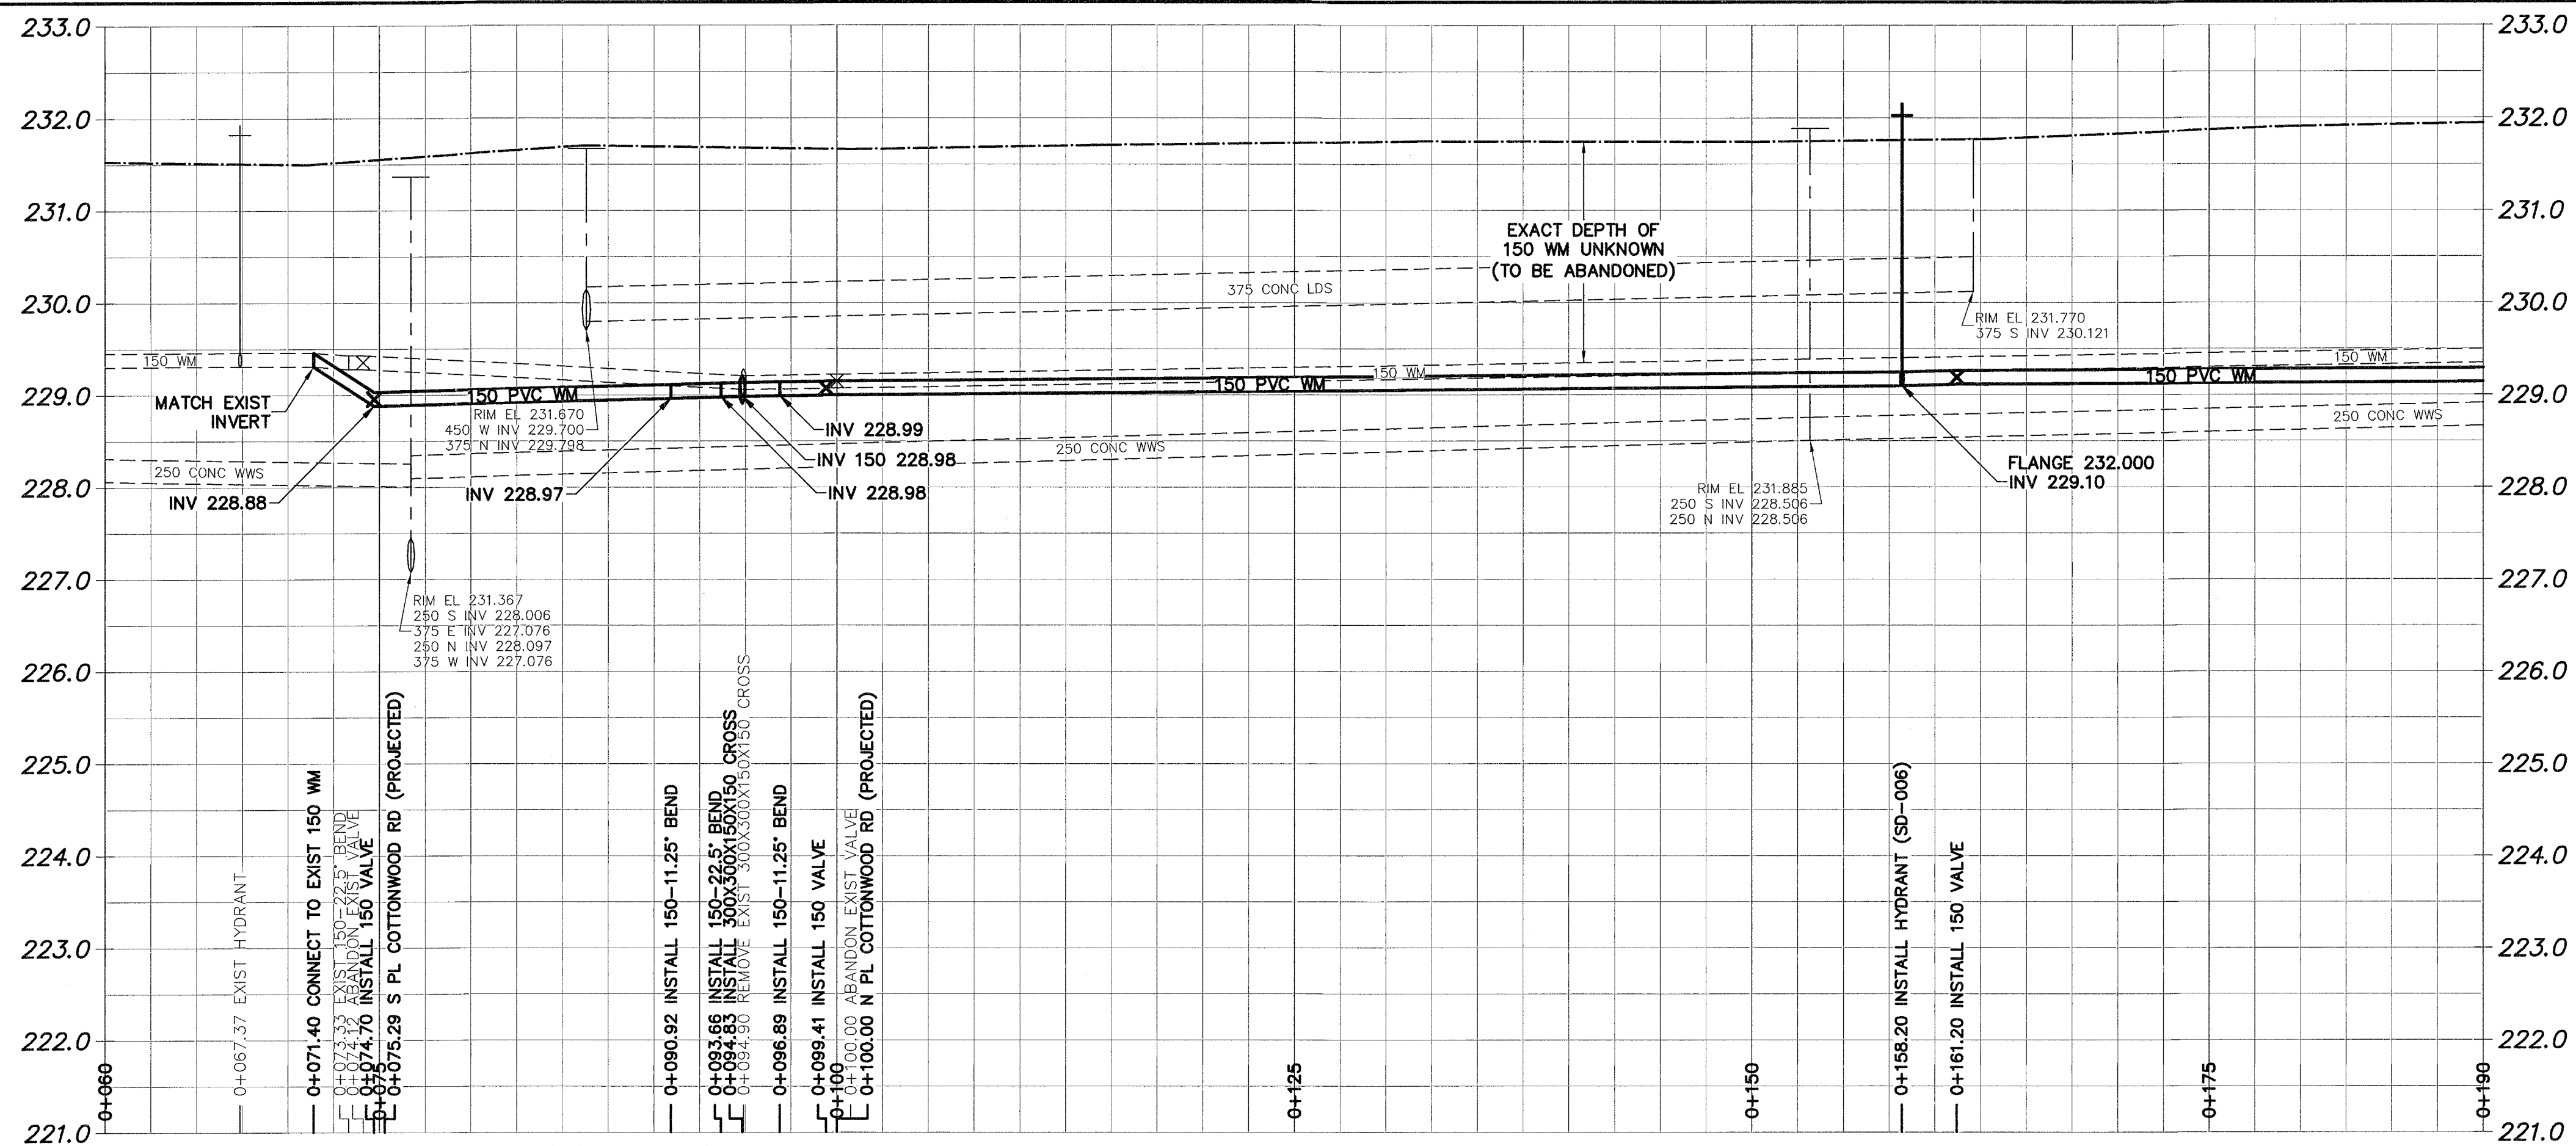 233.0
233.0
232.0
232.0
231.0
231.0
230.0
230.0
229.0
229.0
228.0
228.0
227.0
227.0
226.0
226.0
225.0
225.0
224.0
224.0
223.0
223.0
222.0
222.0
221.0
221.0
EXACT DEPTH OF
150 WM UNKNOWN
(TO BE ABANDONED)
375 CONC LDS
RIM EL 231.770
375 S INV 230.121
150 WM
150 WM
150 WM
MATCH EXIST
INVERT
150 PVC WM
150 PVC WM
150 PVC WM
RIM EL 231.670
450 W INV 229.700
375 N INV 229.798
INV 228.99
INV 150 228.98
INV 228.98
INV 228.97
INV 228.88
250 CONC WWS
250 CONC WWS
250 CONC WWS
FLANGE 232.000
INV 229.10
RIM EL 231.885
250 S INV 228.506
250 N INV 228.506
RIM EL 231.367
250 S INV 228.006
375 E INV 227.076
250 N INV 228.097
375 W INV 227.076
0+060
0+067.37 EXIST HYDRANT
0+071.40 CONNECT TO EXIST 150 WM
0+073.33 EXIST 150-22.5° BEND
0+074.12 ABANDON EXIST VALVE
0+074.70 INSTALL 150 VALVE
0+075
0+075.29 S PL COTTONWOOD RD (PROJECTED)
0+090.92 INSTALL 150-11.25° BEND
0+093.66 INSTALL 150-22.5° BEND
0+094.83 INSTALL 300X300X150X150 CROSS
0+094.90 REMOVE EXIST 300X300X150X150 CROSS
0+096.89 INSTALL 150-11.25° BEND
0+099.41 INSTALL 150 VALVE
0+100
0+100.00 ABANDON EXIST VALVE
0+100.00 N PL COTTONWOOD RD (PROJECTED)
0+125
0+150
0+158.20 INSTALL HYDRANT (SD-006)
0+161.20 INSTALL 150 VALVE
0+175
0+190